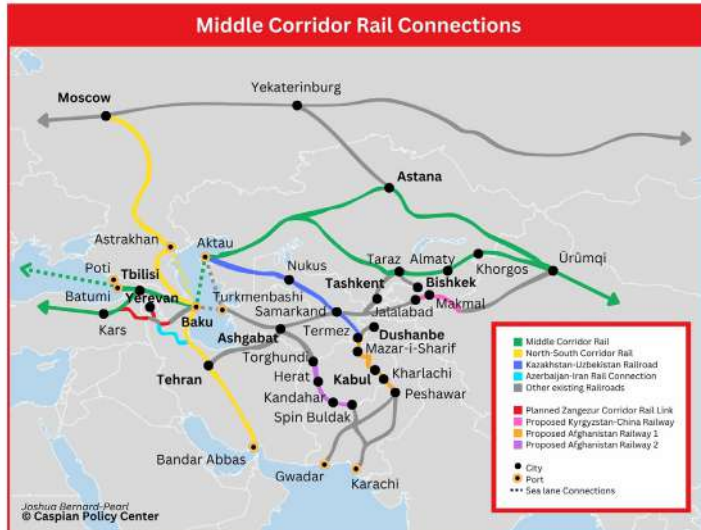 Middle Corridor Rail Connections
Yekaterinburg
Moscow
Astana
Astrakhan
Aktau
Poti
Tbilisi
Batumi
Yerevan
Kars
Baku
Turkmenbashi
Nukus
Taraz
Almaty
Ürümqi
Khorgos
Tashkent
Bishkek
Samarkand
Jalalabad
Makmal
Ashgabat
Termez
Dushanbe
Mazar-i-Sharif
Torghundi
Tehran
Herat
Kabul
Kharlachi
Kandahar
Peshawar
Spin Buldak
Bandar Abbas
Gwadar
Karachi
Middle Corridor Rail
North-South Corridor Rail
Kazakhstan-Uzbekistan Railroad
Azerbaijan-Iran Rail Connection
Other existing Railroads
Planned Zangezur Corridor Rail Link
Proposed Kyrgyzstan-China Railway
Proposed Afghanistan Railway 1
Proposed Afghanistan Railway 2
City
Port
Sea lane Connections
Joshua Bernard-Pearl
© Caspian Policy Center